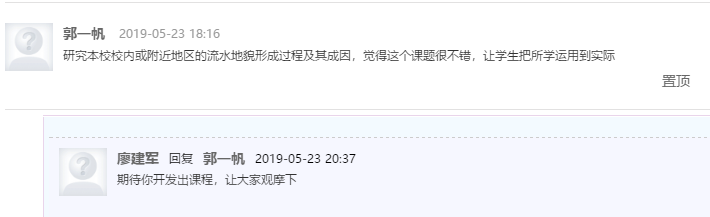 郭一帆 2019-05-23 18:16
研究本校校内或附近地区的流水地貌形成过程及其成因，觉得这个课题很不错，让学生把所学运用到实际
置顶
廖建军 回复 郭一帆 2019-05-23 20:37
期待你开发出课程，让大家观摩下